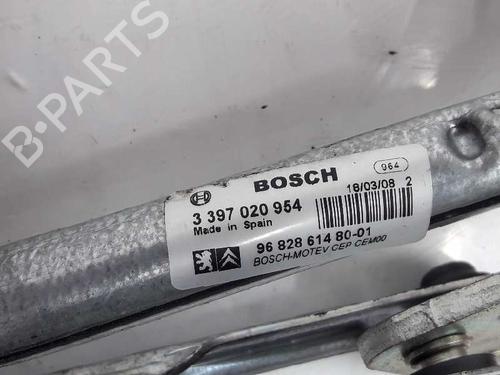 B-PARTS
BOSCH
964
3 397 020 954
18/03/08 2
Made in Spain
96 828 614 80-01
BOSCH-MOTEV CEP CEM00